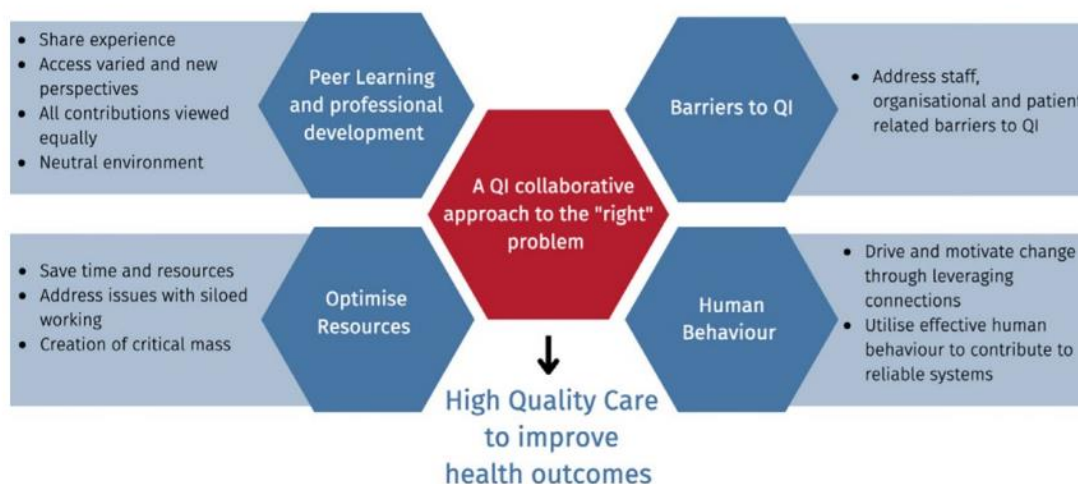 • Share experience
• Access varied and new
perspectives
• All contributions viewed
equally
• Neutral environment
Peer Learning
and professional
development
Barriers to QI
• Address staff,
organisational and patient
related barriers to QI
A QI collaborative
approach to the "right"
problem
• Save time and resources
• Address issues with siloed
working
• Creation of critical mass
Optimise
Resources
Human
Behaviour
• Drive and motivate change
through leveraging
connections
• Utilise effective human
behaviour to contribute to
reliable systems
High Quality Care
to improve
health outcomes